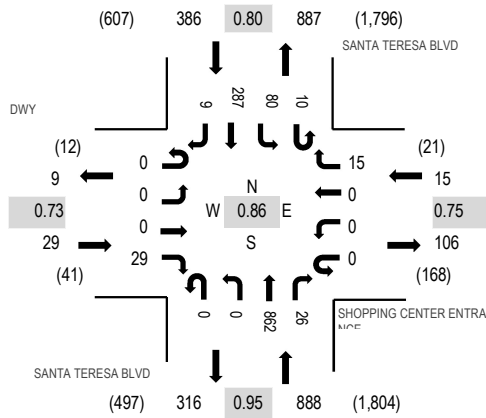 (607) 386 0.80 887 (1,796)
SANTA TERESA BLVD
DWY
9 287 80 10
(12) 0 15 (21)
9 0 0 15
N
0.73 0 W 0.86 E 0 0.75
S
29 29 0 106
(41) (168)
0 0 862 26
SHOPPING CENTER ENTRA
NCE
SANTA TERESA BLVD
(497) 316 0.95 888 (1,804)